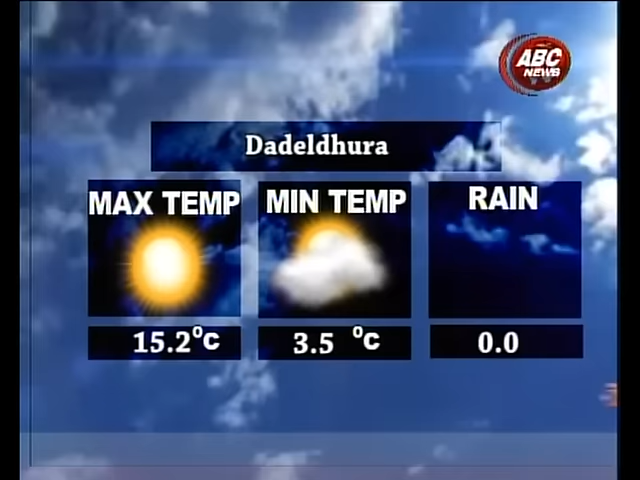 ABC
NEWS
Dadeldhura
MAX TEMP
MIN TEMP
RAIN
15.2°C
3.5 °C
0.0